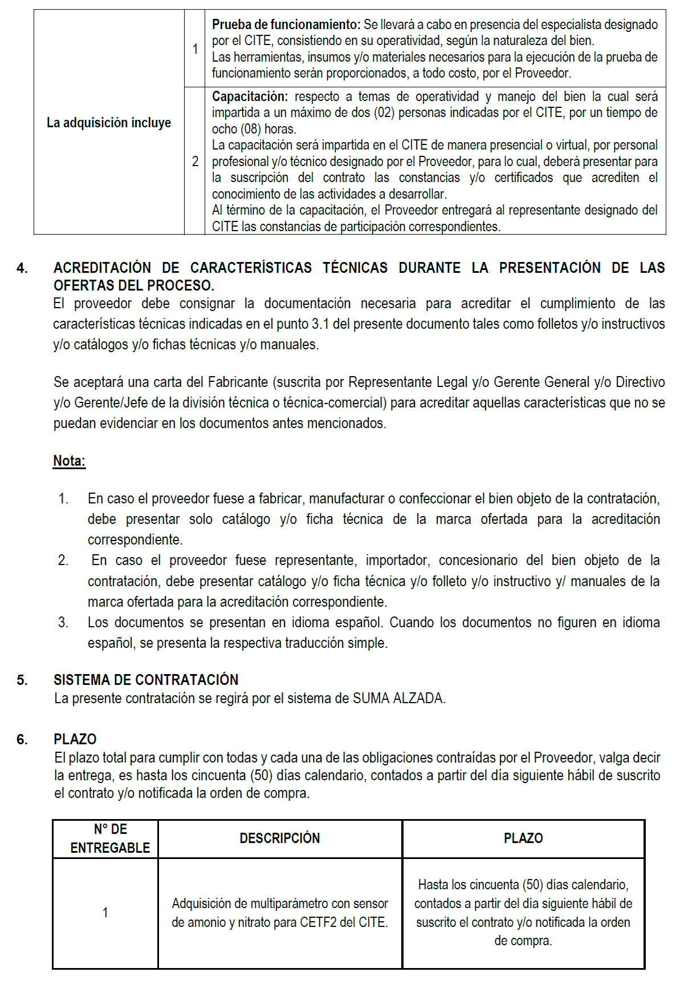 La adquisición incluye
1
Prueba de funcionamiento: Se llevará a cabo en presencia del especialista designado
por el CITE, consistiendo en su operatividad, según la naturaleza del bien.
Las herramientas, insumos y/o materiales necesarios para la ejecución de la prueba de
funcionamiento serán proporcionados, a todo costo, por el Proveedor.
2
Capacitación: respecto a temas de operatividad y manejo del bien la cual será
impartida a un máximo de dos (02) personas indicadas por el CITE, por un tiempo de
ocho (08) horas.
La capacitación será impartida en el CITE de manera presencial o virtual, por personal
profesional y/o técnico designado por el Proveedor, para lo cual, deberá presentar para
la suscripción del contrato las constancias y/o certificados que acrediten el
conocimiento de las actividades a desarrollar.
Al término de la capacitación, el Proveedor entregará al representante designado del
CITE las constancias de participación correspondientes.
4. ACREDITACIÓN DE CARACTERÍSTICAS TÉCNICAS DURANTE LA PRESENTACIÓN DE LAS
OFERTAS DEL PROCESO.
El proveedor debe consignar la documentación necesaria para acreditar el cumplimiento de las
características técnicas indicadas en el punto 3.1 del presente documento tales como folletos y/o instructivos
y/o catálogos y/o fichas técnicas y/o manuales.
Se aceptará una carta del Fabricante (suscrita por Representante Legal y/o Gerente General y/o Directivo
y/o Gerente/Jefe de la división técnica o técnica-comercial) para acreditar aquellas características que no se
puedan evidenciar en los documentos antes mencionados.
Nota:
1. En caso el proveedor fuese a fabricar, manufacturar o confeccionar el bien objeto de la contratación,
debe presentar solo catálogo y/o ficha técnica de la marca ofertada para la acreditación
correspondiente.
2. En caso el proveedor fuese representante, importador, concesionario del bien objeto de la
contratación, debe presentar catálogo y/o ficha técnica y/o folleto y/o instructivo y/ manuales de la
marca ofertada para la acreditación correspondiente.
3. Los documentos se presentan en idioma español. Cuando los documentos no figuren en idioma
español, se presenta la respectiva traducción simple.
5. SISTEMA DE CONTRATACIÓN
La presente contratación se regirá por el sistema de SUMA ALZADA.
6. PLAZO
El plazo total para cumplir con todas y cada una de las obligaciones contraídas por el Proveedor, valga decir
la entrega, es hasta los cincuenta (50) días calendario, contados a partir del día siguiente hábil de suscrito
el contrato y/o notificada la orden de compra.
N° DE
ENTREGABLE
DESCRIPCIÓN
PLAZO
1
Adquisición de multiparámetro con sensor
de amonio y nitrato para CETF2 del CITE.
Hasta los cincuenta (50) días calendario,
contados a partir del día siguiente hábil de
suscrito el contrato y/o notificada la orden
de compra.